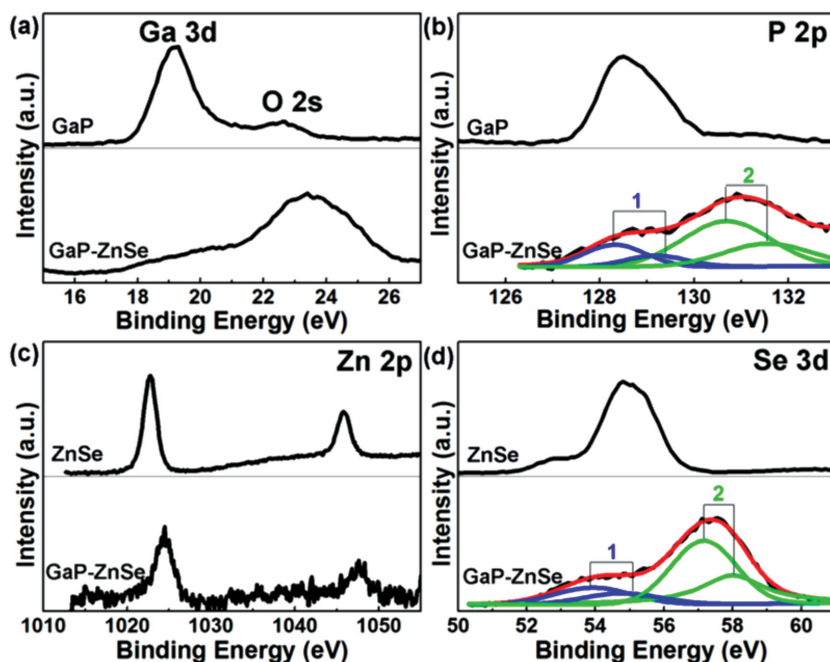 (a) Ga 3d
O 2s
GaP
GaP-ZnSe
Intensity (a.u.)
16 18 20 22 24 26
Binding Energy (eV)
(b) P 2p
GaP
1
2
GaP-ZnSe
Intensity (a.u.)
126 128 130 132
Binding Energy (eV)
(c) Zn 2p
ZnSe
GaP-ZnSe
Intensity (a.u.)
1010 1020 1030 1040 1050
Binding Energy (eV)
(d) Se 3d
ZnSe
1
2
GaP-ZnSe
Intensity (a.u.)
50 52 54 56 58 60
Binding Energy (eV)